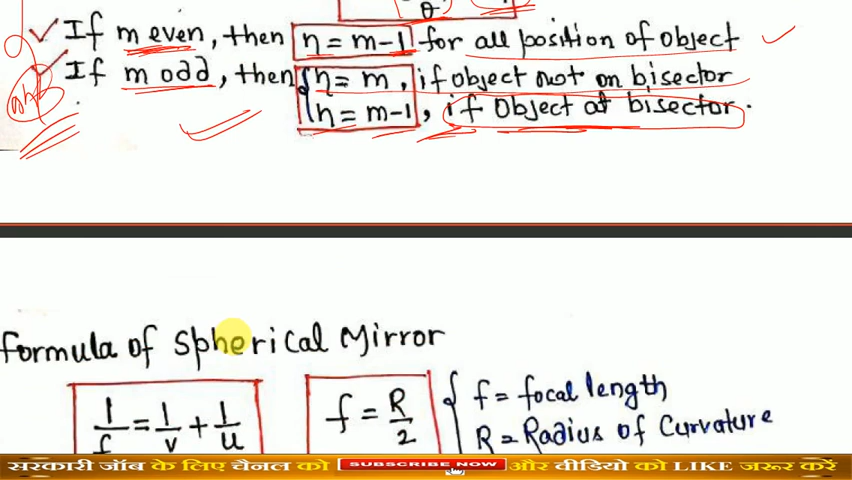 θ
If m even, then n = m-1 for all position of object
If m odd, then { n = m, if object not on bisector
n = m-1, if Object at bisector.
formula of Spherical Mirror
1/f = 1/v + 1/u f = R/2 { f = focal length
R = Radius of Curvature
सरकारी जॉब के लिए चैनल को SUBSCRIBE NOW और वीडियो को LIKE जरूर करें